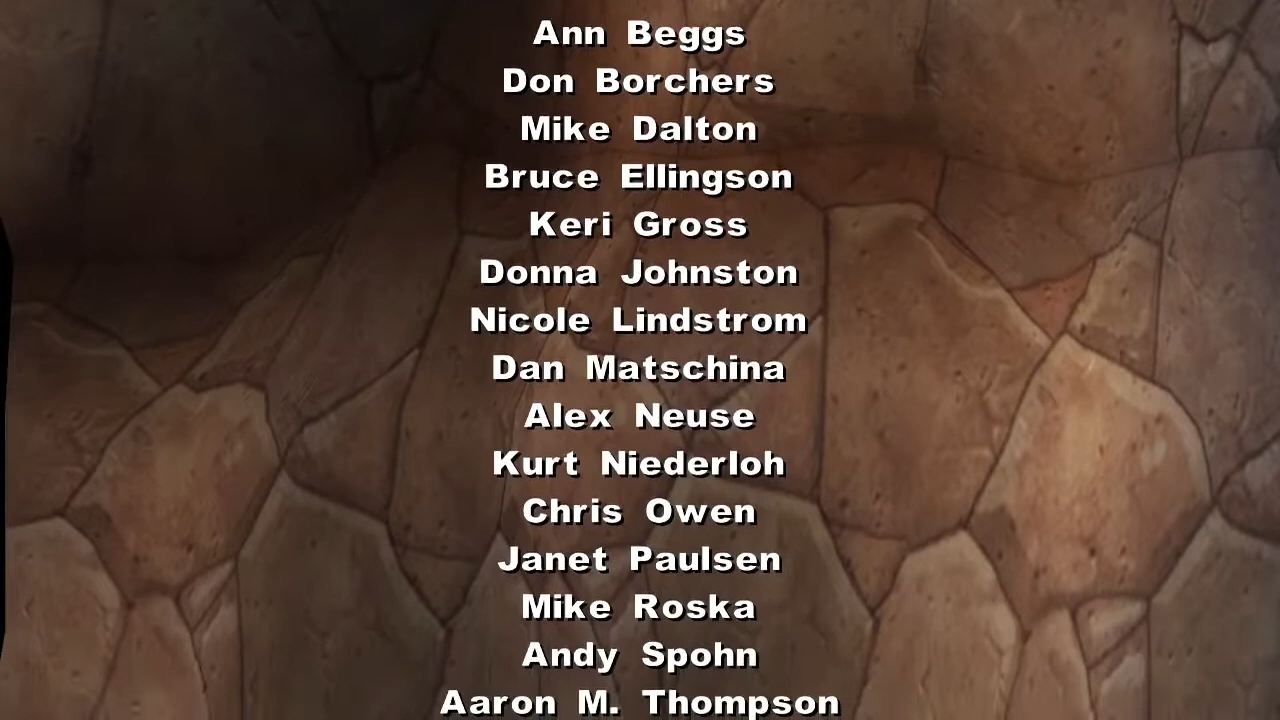 Ann Beggs
Don Borchers
Mike Dalton
Bruce Ellingson
Keri Gross
Donna Johnston
Nicole Lindstrom
Dan Matschina
Alex Neuse
Kurt Niederloh
Chris Owen
Janet Paulsen
Mike Roska
Andy Spohn
Aaron M. Thompson